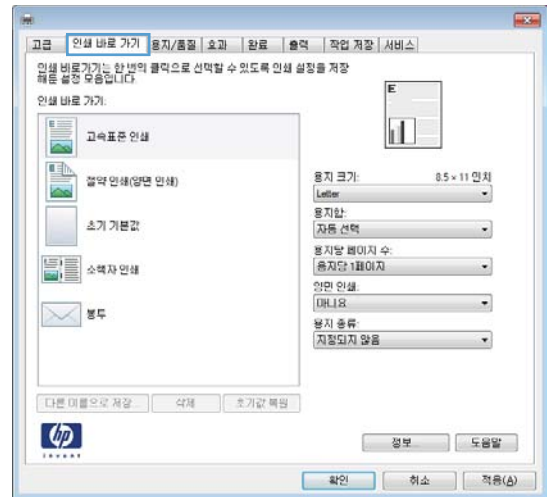 고급 인쇄 바로 가기 용지/품질 효과 완료 출력 작업 저장 서비스
인쇄 바로가기는 한 번의 클릭으로 선택할 수 있도록 인쇄 설정을 저장
해둔 설정 모음입니다.
인쇄 바로 가기:
고속표준 인쇄
절약 인쇄(양면 인쇄)
초기 기본값
소책자 인쇄
봉투
E
용지 크기: 8.5 × 11 인치
Letter
용지함:
자동 선택
용지당 페이지 수:
용지당 1페이지
양면 인쇄:
아니요
용지 종류:
지정되지 않음
다른 이름으로 저장... 삭제 초기값 복원
hp
invent
정보... 도움말
확인 취소 적용(A)